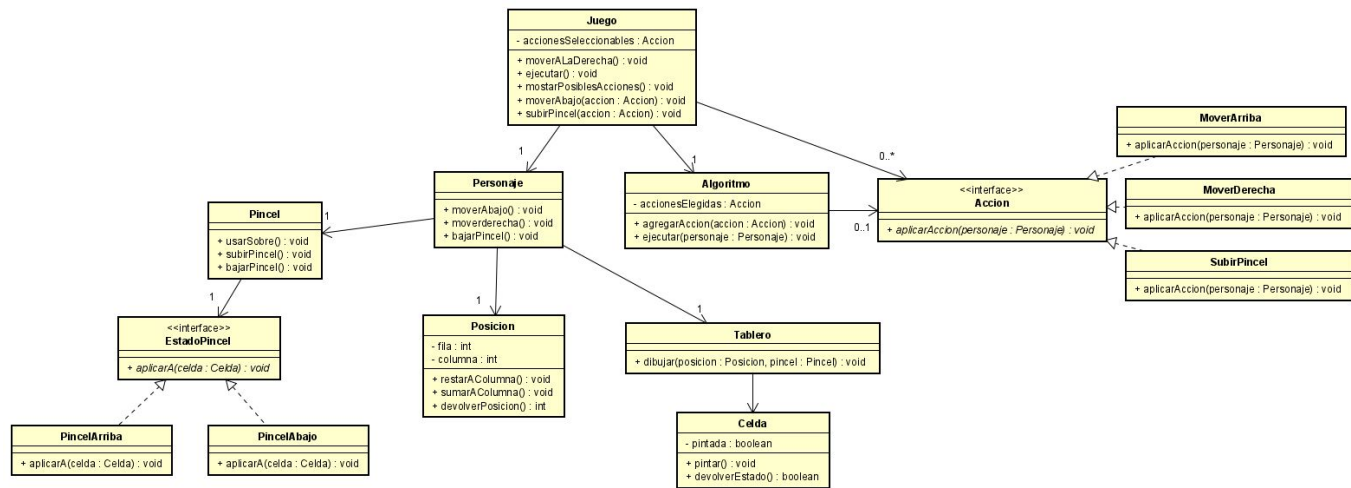 Juego
- accionesSeleccionables : Accion
+ moverALaDerecha() : void
+ ejecutar() : void
+ mostarPosiblesAcciones() : void
+ moverAbajo(accion : Accion) : void
+ subirPincel(accion : Accion) : void
1
1
0..*
MoverArriba
+ aplicarAccion(personaje : Personaje) : void
Personaje
+ moverAbajo() : void
+ moverderecha() : void
+ bajarPincel() : void
Algoritmo
- accionesElegidas : Accion
+ agregarAccion(accion : Accion) : void
+ ejecutar(personaje : Personaje) : void
0..1
<<interface>>
Accion
+ aplicarAccion(personaje : Personaje) : void
MoverDerecha
+ aplicarAccion(personaje : Personaje) : void
SubirPincel
+ aplicarAccion(personaje : Personaje) : void
Pincel
+ usarSobre() : void
+ subirPincel() : void
+ bajarPincel() : void
1
1
1
1
<<interface>>
EstadoPincel
+ aplicarA(celda : Celda) : void
Posicion
- fila : int
- columna : int
+ restarAColumna() : void
+ sumarAColumna() : void
+ devolverPosicion() : int
Tablero
+ dibujar(posicion : Posicion, pincel : Pincel) : void
PincelArriba
+ aplicarA(celda : Celda) : void
PincelAbajo
+ aplicarA(celda : Celda) : void
Celda
- pintada : boolean
+ pintar() : void
+ devolverEstado() : boolean